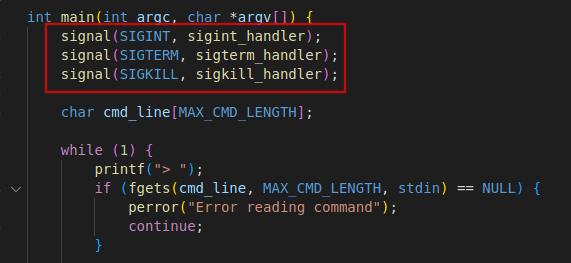 int main(int argc, char *argv[]) {
signal(SIGINT, sigint_handler);
signal(SIGTERM, sigterm_handler);
signal(SIGKILL, sigkill_handler);
char cmd_line[MAX_CMD_LENGTH];
while (1) {
printf("> ");
if (fgets(cmd_line, MAX_CMD_LENGTH, stdin) == NULL) {
perror("Error reading command");
continue;
}